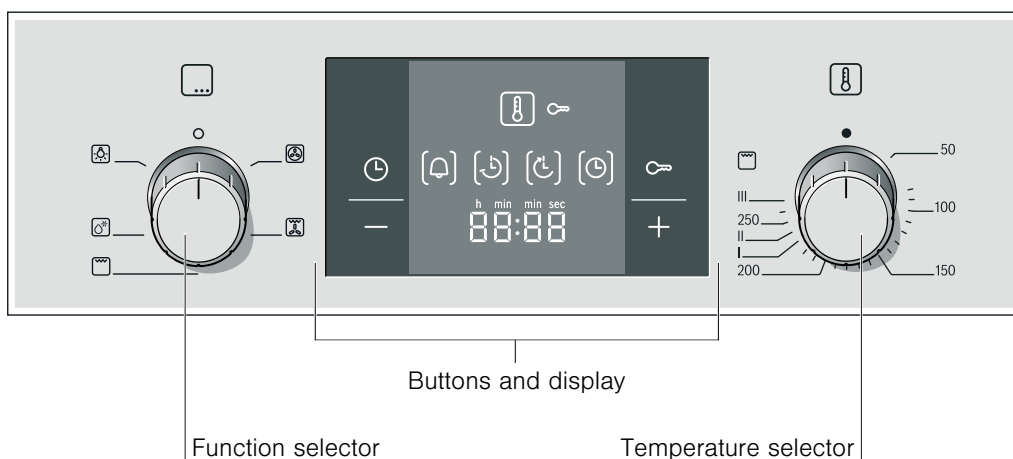 h min min sec
88:88
50
100
150
200
I
II
250
III
Buttons and display
Function selector
Temperature selector